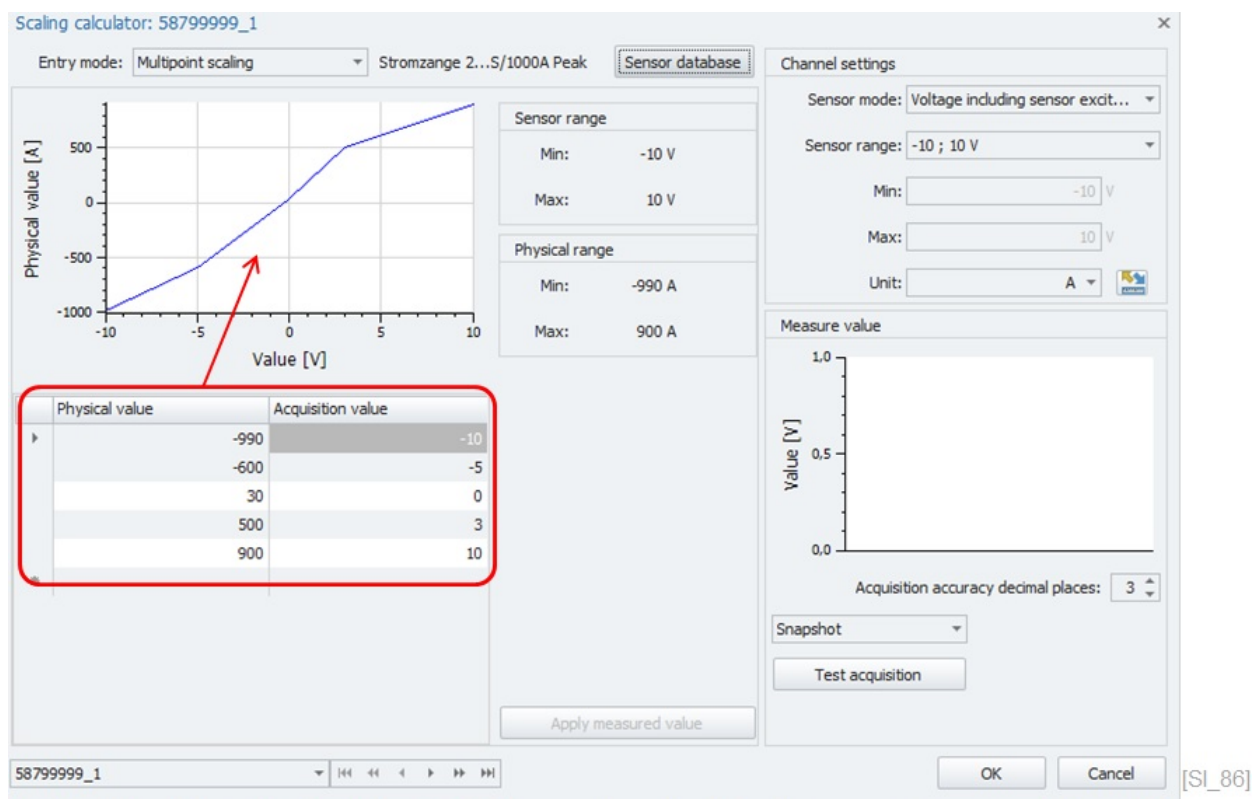 Scaling calculator: 58799999_1
Entry mode: Multipoint scaling Stromzange 2...S/1000A Peak Sensor database
Physical value [A]
500
0
-500
-1000
-10 -5 0 5 10
Value [V]
Sensor range
Min: -10 V
Max: 10 V
Physical range
Min: -990 A
Max: 900 A
Physical value Acquisition value
-990 -10
-600 -5
30 0
500 3
900 10
Apply measured value
Channel settings
Sensor mode: Voltage including sensor excit...
Sensor range: -10 ; 10 V
Min: -10 V
Max: 10 V
Unit: A
Measure value
Value [V]
1,0
0,5
0,0
Acquisition accuracy decimal places: 3
Snapshot
Test acquisition
58799999_1
OK Cancel
[SI_86]